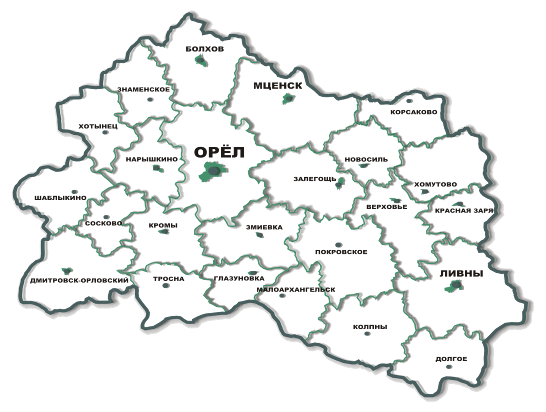 БОЛХОВ
МЦЕНСК
ЗНАМЕНСКОЕ
КОРСАКОВО
ХОТЫНЕЦ
ОРЁЛ
НАРЫШКИНО
НОВОСИЛЬ
ЗАЛЕГОЩЬ
ХОМУТОВО
ШАБЛЫКИНО
ВЕРХОВЬЕ
КРАСНАЯ ЗАРЯ
СОСКОВО
КРОМЫ
ЗМИЕВКА
ПОКРОВСКОЕ
ЛИВНЫ
ДМИТРОВСК-ОРЛОВСКИЙ
ТРОСНА
ГЛАЗУНОВКА
МАЛОАРХАНГЕЛЬСК
КОЛПНЫ
ДОЛГОЕ